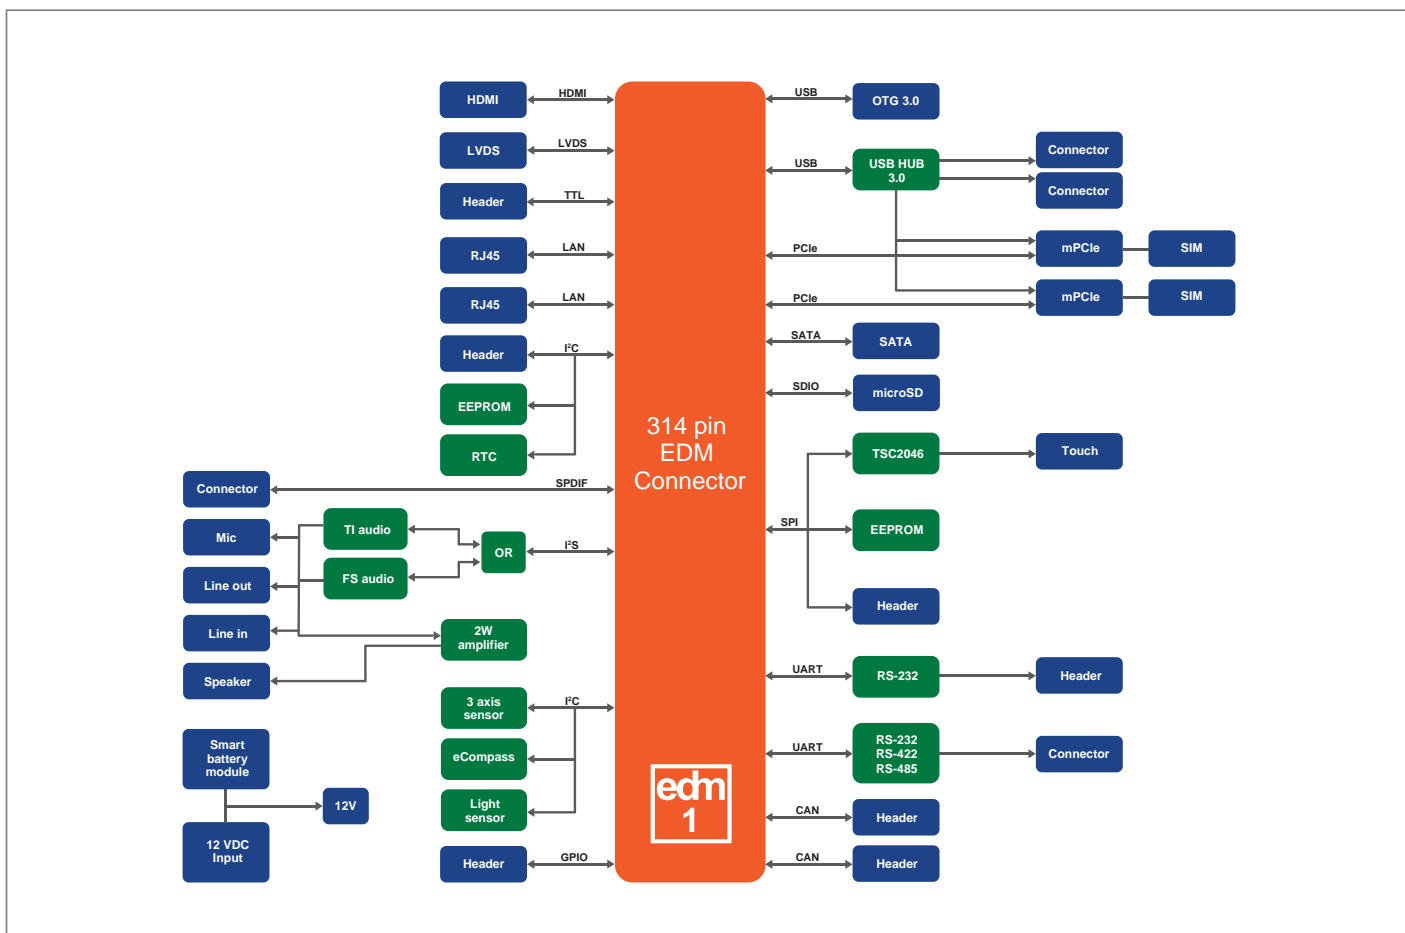 HDMI
HDMI
LVDS
LVDS
Header
TTL
RJ45
LAN
RJ45
LAN
Header
I²C
EEPROM
RTC
Connector
SPDIF
Mic
TI audio
OR
I²S
Line out
FS audio
Line in
2W
amplifier
Speaker
3 axis
sensor
I²C
eCompass
Smart
battery
module
Light
sensor
12V
12 VDC
Input
Header
GPIO
314 pin
EDM
Connector
edm
1
USB
OTG 3.0
USB
USB HUB
3.0
Connector
Connector
PCIe
mPCIe
SIM
PCIe
mPCIe
SIM
SATA
SATA
SDIO
microSD
TSC2046
Touch
SPI
EEPROM
Header
UART
RS-232
Header
UART
RS-232
RS-422
RS-485
Connector
CAN
Header
CAN
Header